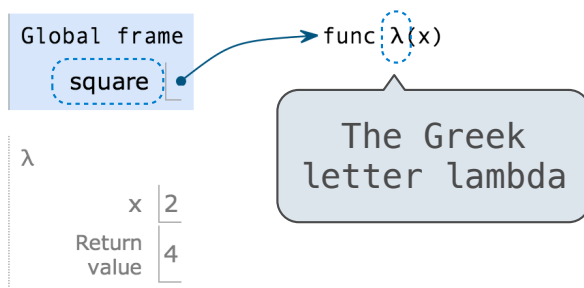 Global frame
func λ(x)
square
The Greek
letter lambda
λ
x 2
Return
value 4